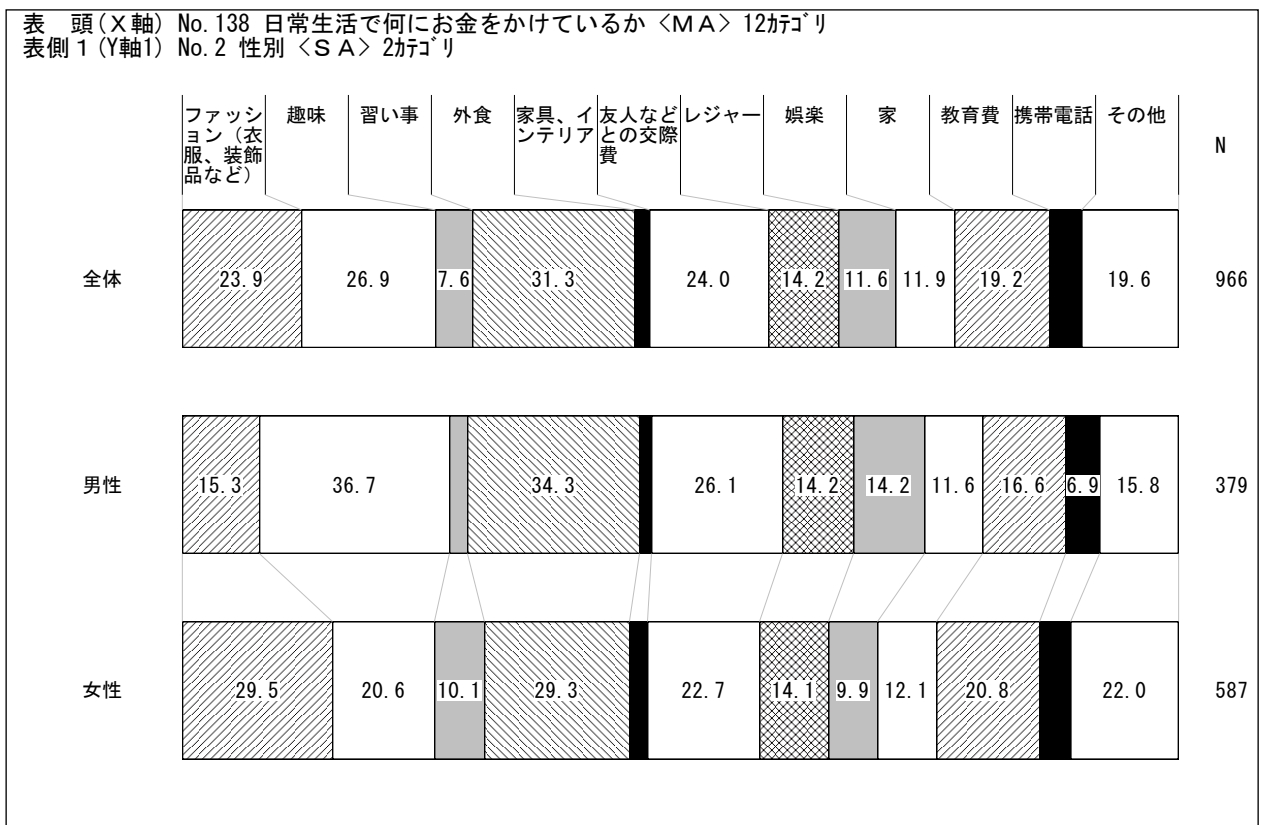 表　頭(X軸) No.138 日常生活で何にお金をかけているか <MA> 12ｶﾃｺﾞﾘ
表側１(Y軸1) No.2 性別 <ＳＡ> 2ｶﾃｺﾞﾘ
ファッシ
ョン（衣
服、装飾
品など）
趣味
習い事
外食
家具、イ
ンテリア
友人など
との交際
費
レジャー
娯楽
家
教育費
携帯電話
その他
N
全体 23.9 26.9 7.6 31.3 24.0 14.2 11.6 11.9 19.2 19.6 966
男性 15.3 36.7 34.3 26.1 14.2 14.2 11.6 16.6 6.9 15.8 379
女性 29.5 20.6 10.1 29.3 22.7 14.1 9.9 12.1 20.8 22.0 587